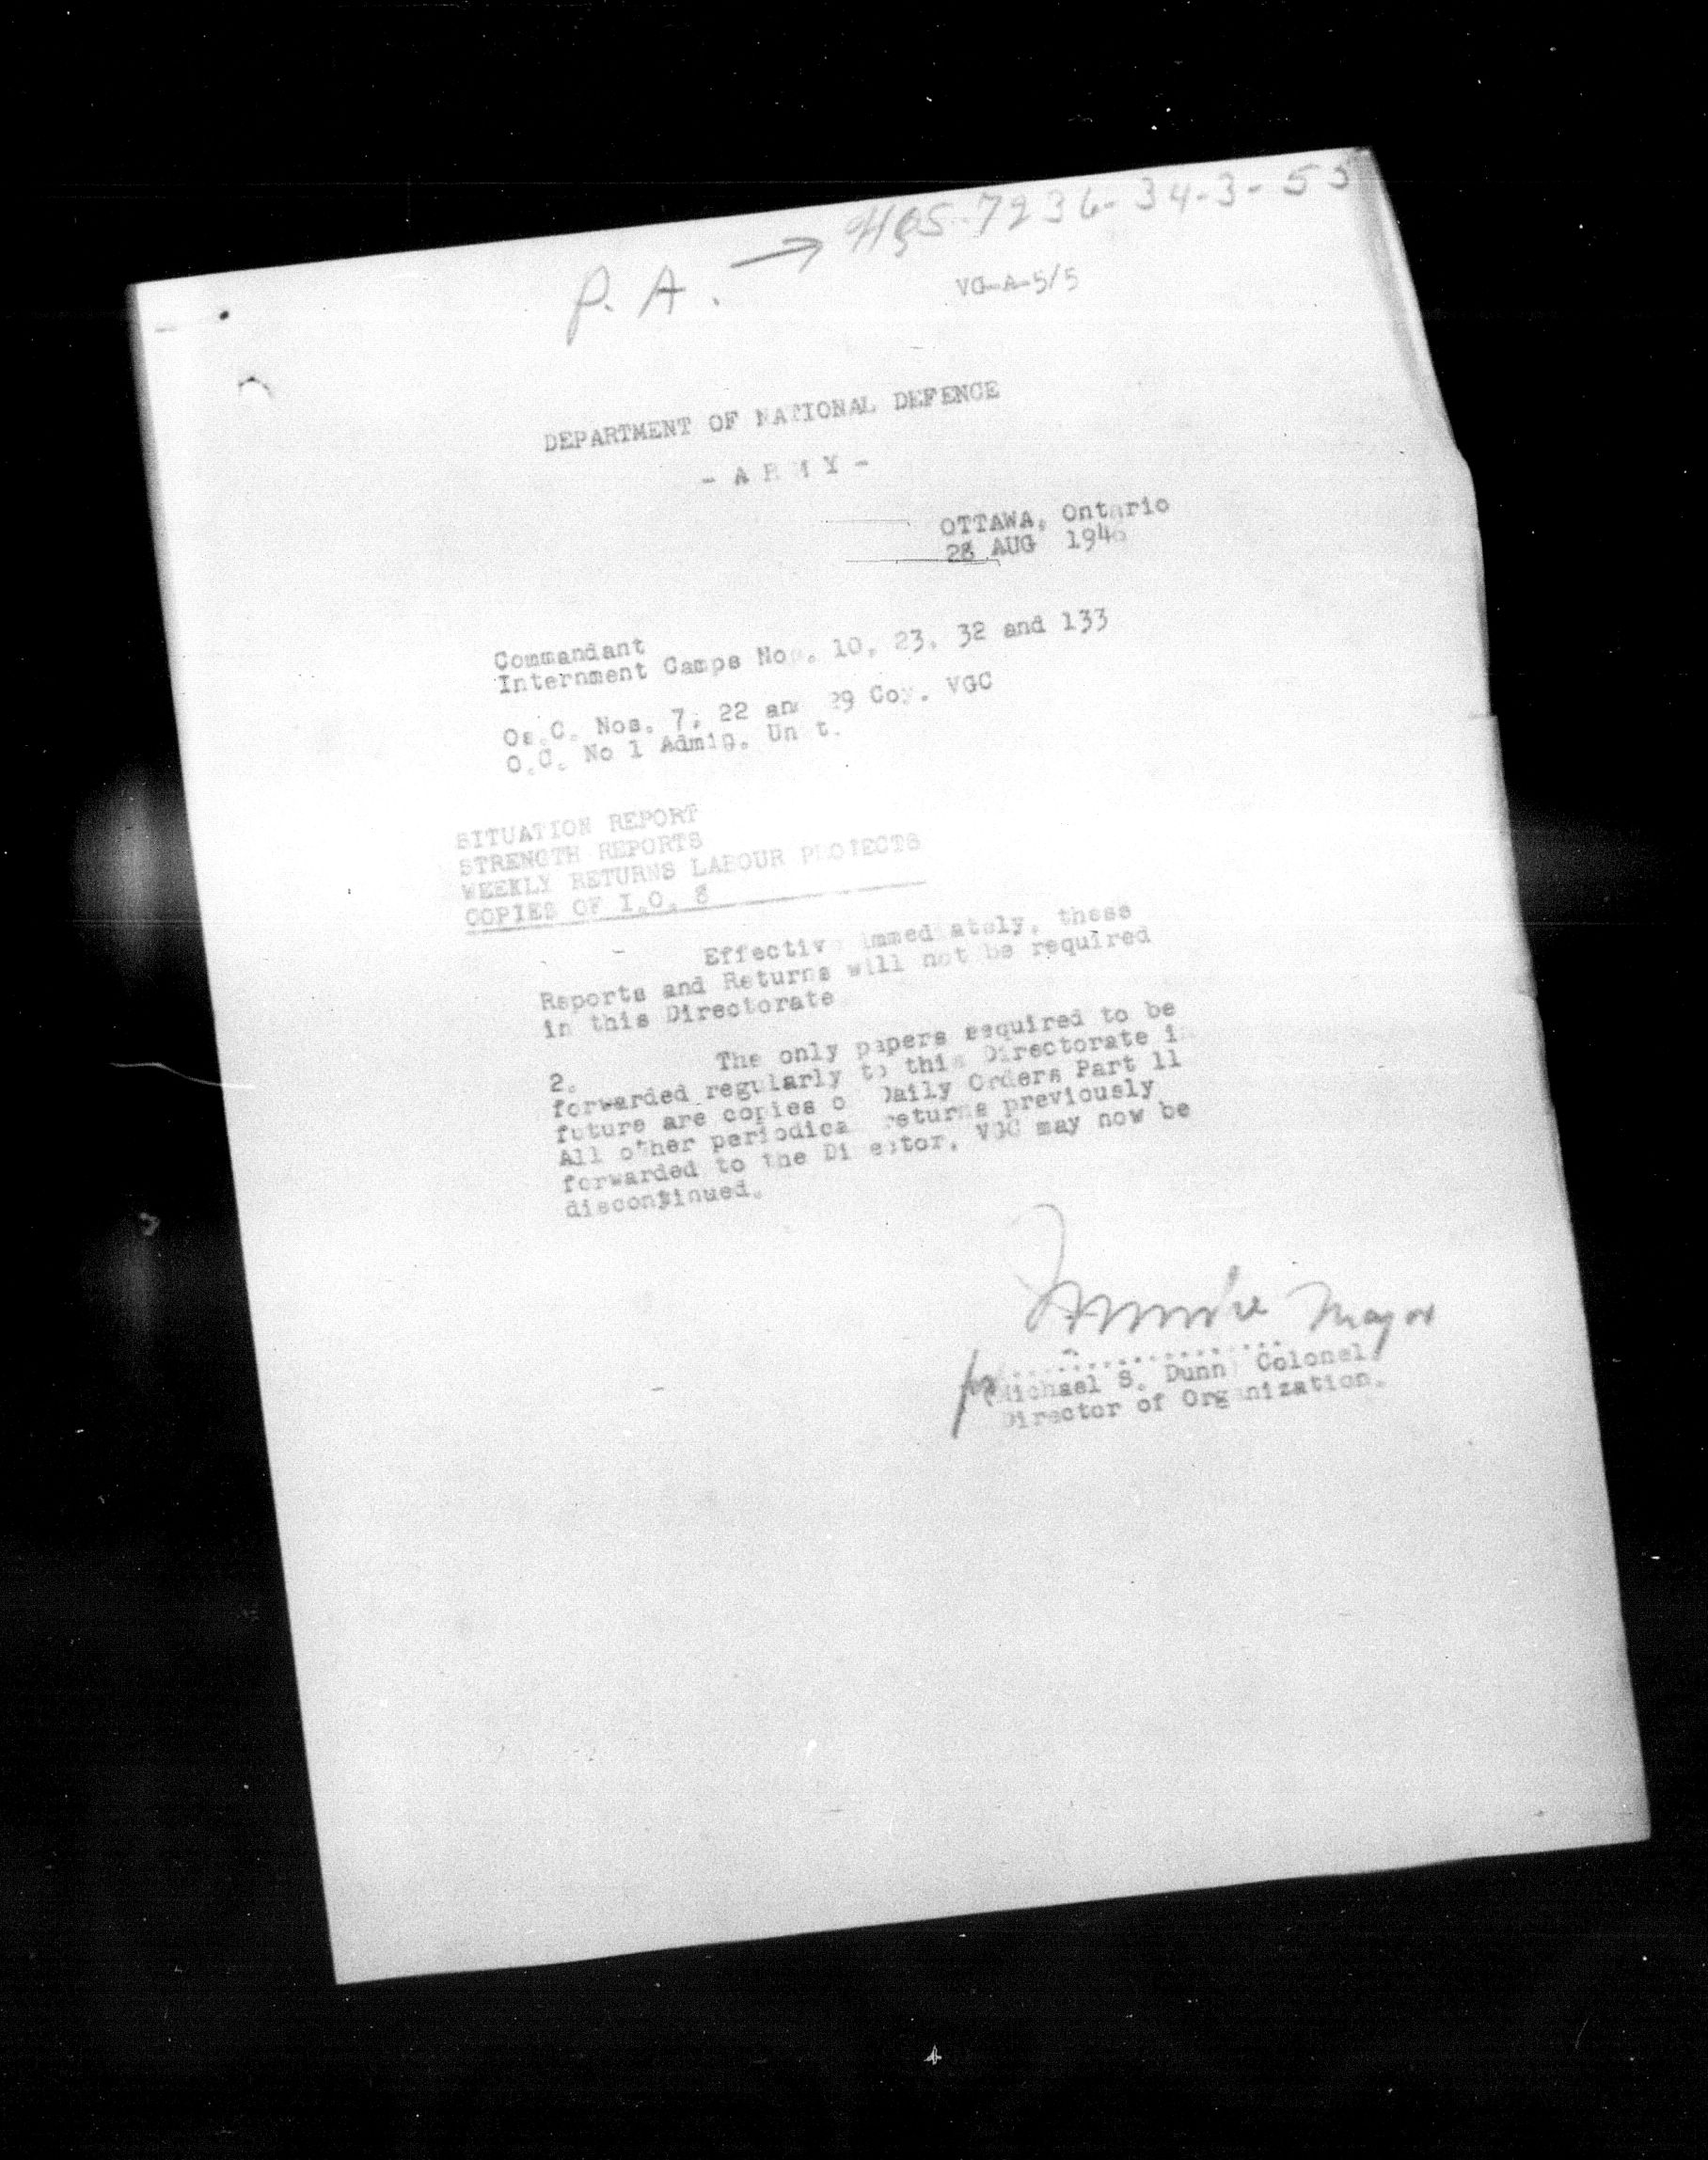 P. A. → HQS-7236-34-3-55
VG-A-5/5
DEPARTMENT OF NATIONAL DEFENCE
- A R M Y -
OTTAWA, Ontario
28 AUG 1946
Commandant
Internment Camps Nos. 10, 23, 32 and 133
Os.C. Nos. 7, 22 and 29 Coy. VGC
O.C. No 1 Admin. Unit.
SITUATION REPORT
STRENGTH REPORTS
WEEKLY RETURNS LABOUR PROJECTS
COPIES OF I.O. 8
Effective immediately, these
Reports and Returns will not be required
in this Directorate
2. The only papers required to be
forwarded regularly to this Directorate in
future are copies of Daily Orders Part 11
All other periodical returns previously
forwarded to the Director, VGC may now be
discontinued.
Major
for Michael S. Dunn) Colonel,
Director of Organization.